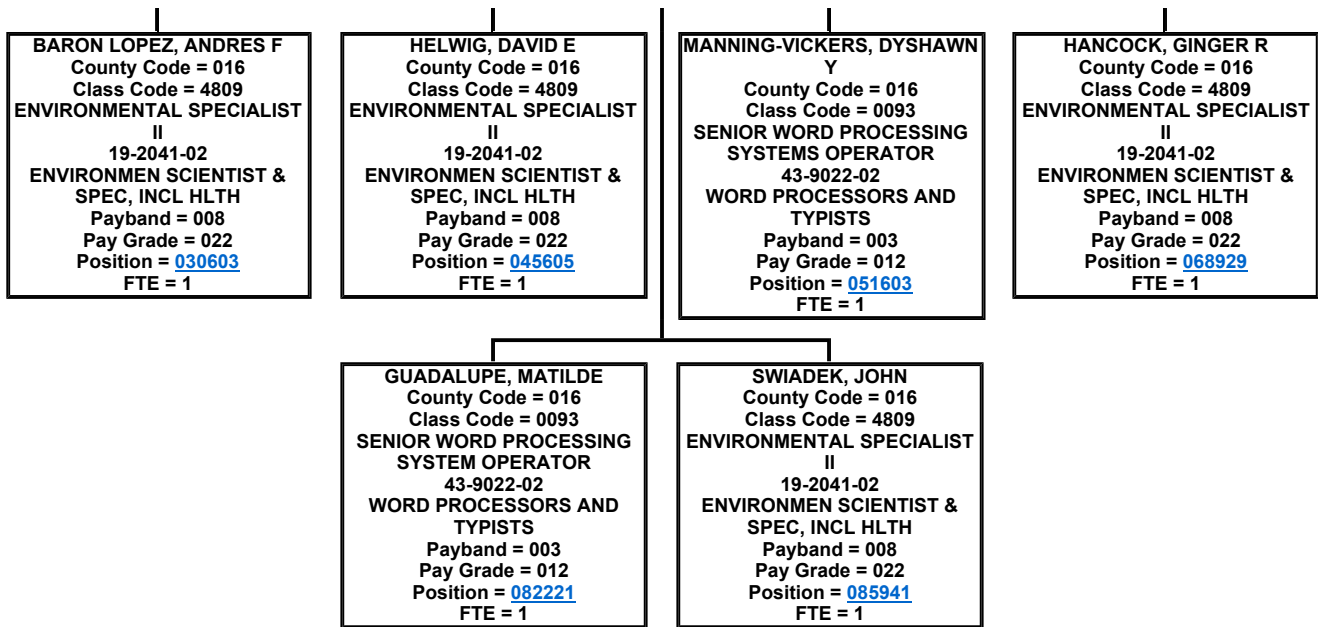 BARON LOPEZ, ANDRES F
County Code = 016
Class Code = 4809
ENVIRONMENTAL SPECIALIST
II
19-2041-02
ENVIRONMEN SCIENTIST &
SPEC, INCL HLTH
Payband = 008
Pay Grade = 022
Position = 030603
FTE = 1
HELWIG, DAVID E
County Code = 016
Class Code = 4809
ENVIRONMENTAL SPECIALIST
II
19-2041-02
ENVIRONMEN SCIENTIST &
SPEC, INCL HLTH
Payband = 008
Pay Grade = 022
Position = 045605
FTE = 1
MANNING-VICKERS, DYSHAWN
Y
County Code = 016
Class Code = 0093
SENIOR WORD PROCESSING
SYSTEMS OPERATOR
43-9022-02
WORD PROCESSORS AND
TYPISTS
Payband = 003
Pay Grade = 012
Position = 051603
FTE = 1
HANCOCK, GINGER R
County Code = 016
Class Code = 4809
ENVIRONMENTAL SPECIALIST
II
19-2041-02
ENVIRONMEN SCIENTIST &
SPEC, INCL HLTH
Payband = 008
Pay Grade = 022
Position = 068929
FTE = 1
GUADALUPE, MATILDE
County Code = 016
Class Code = 0093
SENIOR WORD PROCESSING
SYSTEM OPERATOR
43-9022-02
WORD PROCESSORS AND
TYPISTS
Payband = 003
Pay Grade = 012
Position = 082221
FTE = 1
SWIADEK, JOHN
County Code = 016
Class Code = 4809
ENVIRONMENTAL SPECIALIST
II
19-2041-02
ENVIRONMEN SCIENTIST &
SPEC, INCL HLTH
Payband = 008
Pay Grade = 022
Position = 085941
FTE = 1